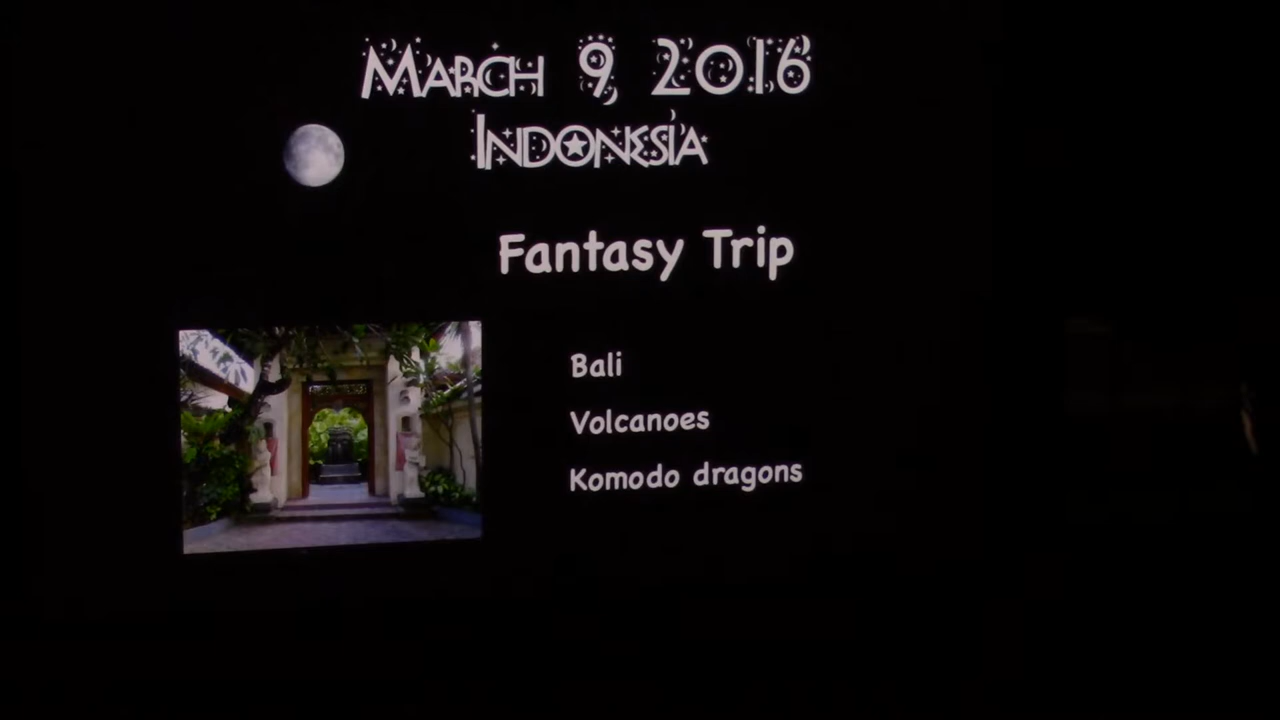 March 9, 2016
Indonesia
Fantasy Trip
Bali
Volcanoes
Komodo dragons